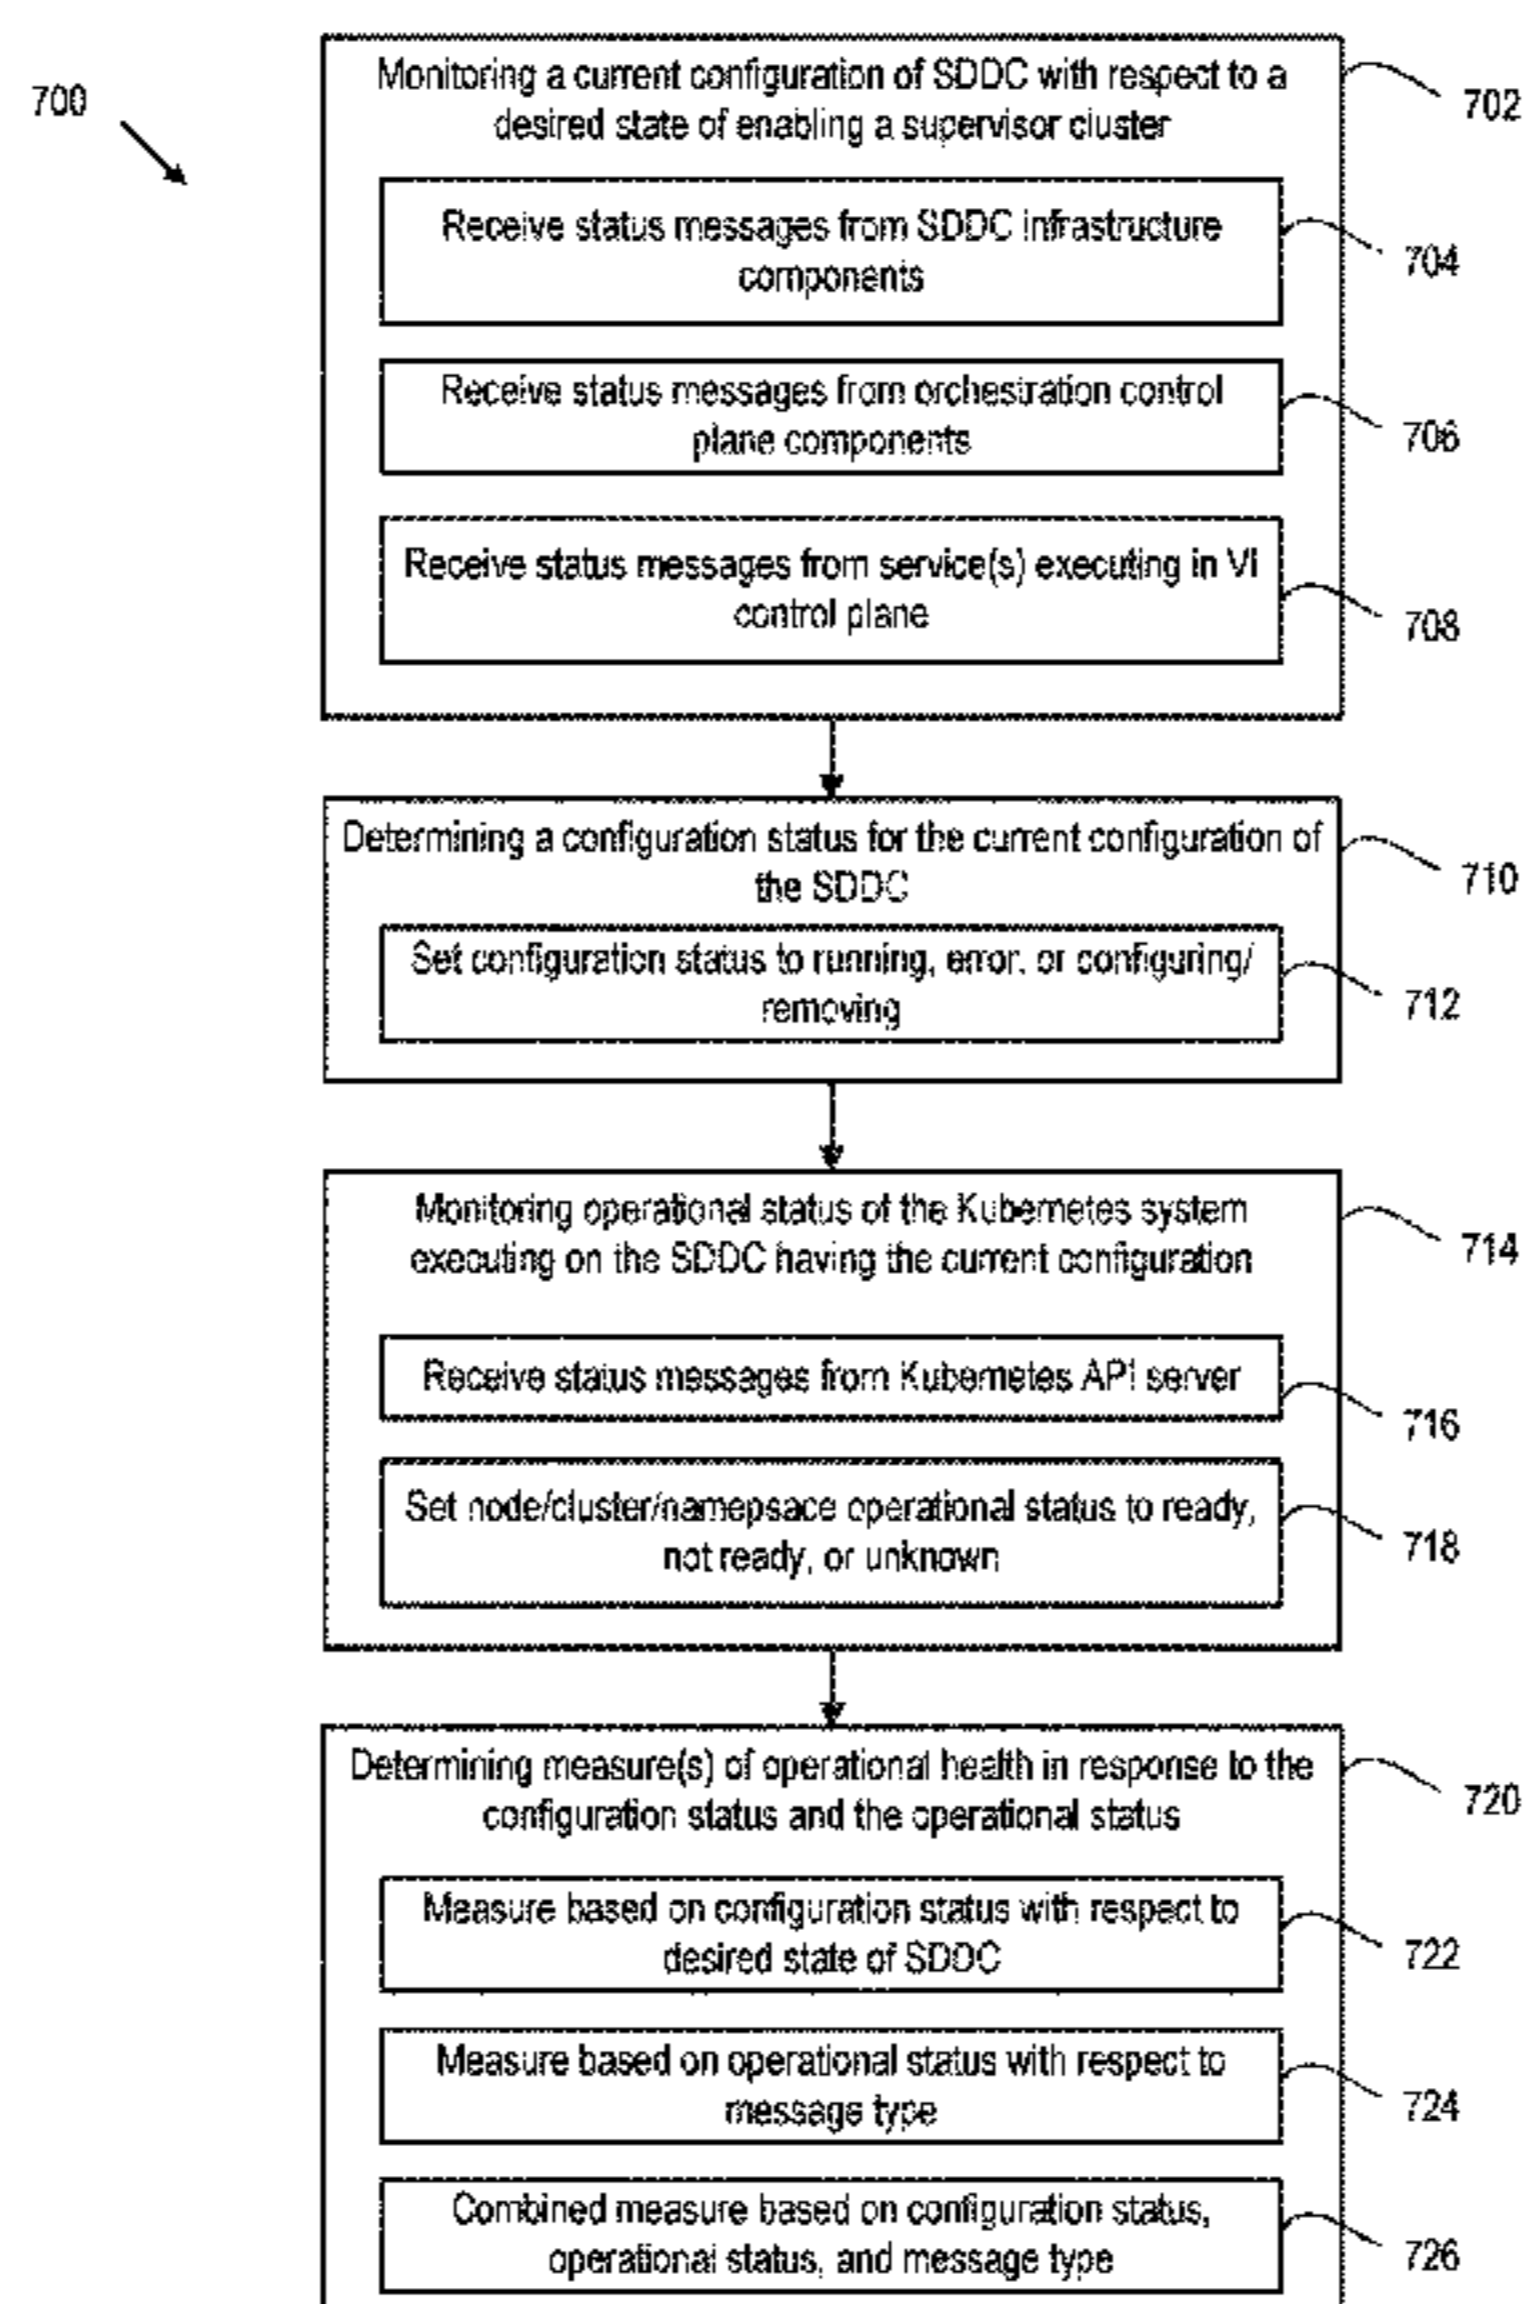 700
Monitoring a current configuration of SDDC with respect to a
desired state of enabling a supervisor cluster
702
Receive status messages from SDDC infrastructure
components
704
Receive status messages from orchestration control
plane components
706
Receive status messages from service(s) executing in VI
control plane
708
Determining a configuration status for the current configuration of
the SDDC
710
Set configuration status to running, error, or configuring/
removing
712
Monitoring operational status of the Kubernetes system
executing on the SDDC having the current configuration
714
Receive status messages from Kubernetes API server
716
Set node/cluster/namepsace operational status to ready,
not ready, or unknown
718
Determining measure(s) of operational health in response to the
configuration status and the operational status
720
Measure based on configuration status with respect to
desired state of SDDC
722
Measure based on operational status with respect to
message type
724
Combined measure based on configuration status,
operational status, and message type
726